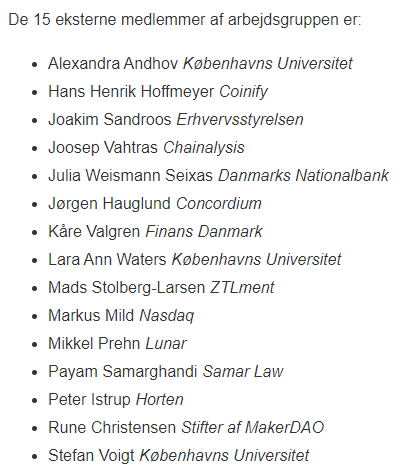 De 15 eksterne medlemmer af arbejdsgruppen er:
• Alexandra Andhov Københavns Universitet
• Hans Henrik Hoffmeyer Coinify
• Joakim Sandroos Erhvervsstyrelsen
• Joosep Vahtras Chainalysis
• Julia Weismann Seixas Danmarks Nationalbank
• Jørgen Hauglund Concordium
• Kåre Valgren Finans Danmark
• Lara Ann Waters Københavns Universitet
• Mads Stolberg-Larsen ZTLment
• Markus Mild Nasdaq
• Mikkel Prehn Lunar
• Payam Samarghandi Samar Law
• Peter Istrup Horten
• Rune Christensen Stifter af MakerDAO
• Stefan Voigt Københavns Universitet